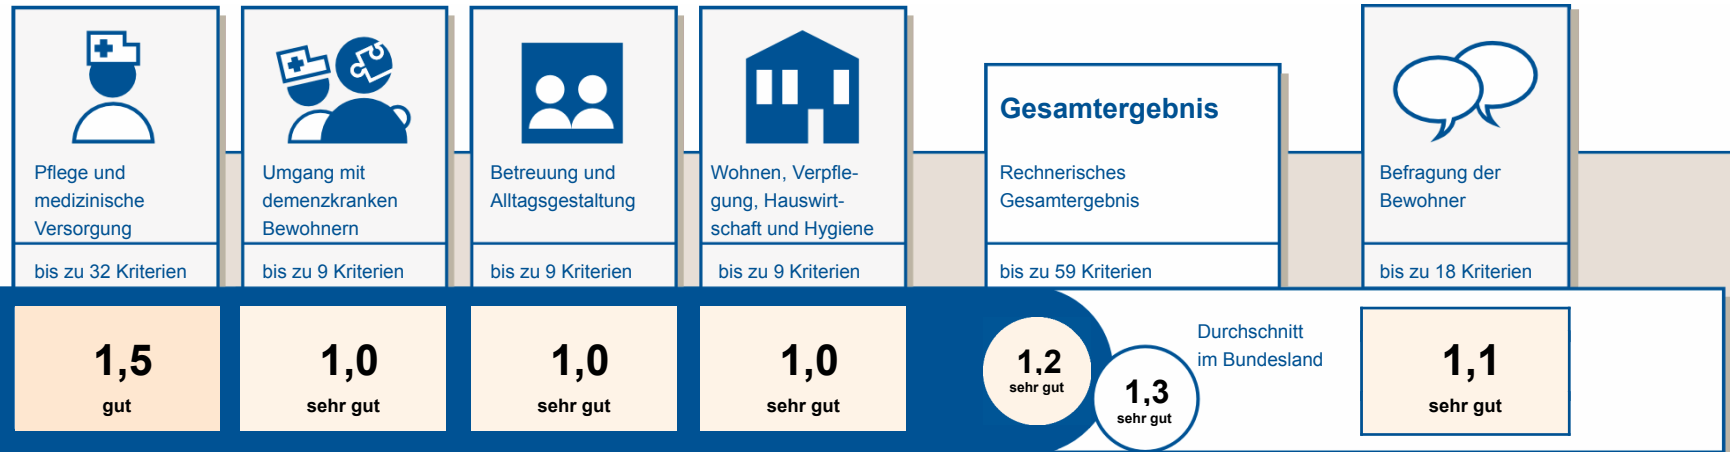 Pflege und
medizinische
Versorgung
bis zu 32 Kriterien
1,5
gut
Umgang mit
demenzkranken
Bewohnern
bis zu 9 Kriterien
1,0
sehr gut
Betreuung und
Alltagsgestaltung
bis zu 9 Kriterien
1,0
sehr gut
Wohnen, Verpfle-
gung, Hauswirt-
schaft und Hygiene
bis zu 9 Kriterien
1,0
sehr gut
Gesamtergebnis
Rechnerisches
Gesamtergebnis
bis zu 59 Kriterien
1,2
sehr gut
Durchschnitt
im Bundesland
1,3
sehr gut
Befragung der
Bewohner
bis zu 18 Kriterien
1,1
sehr gut